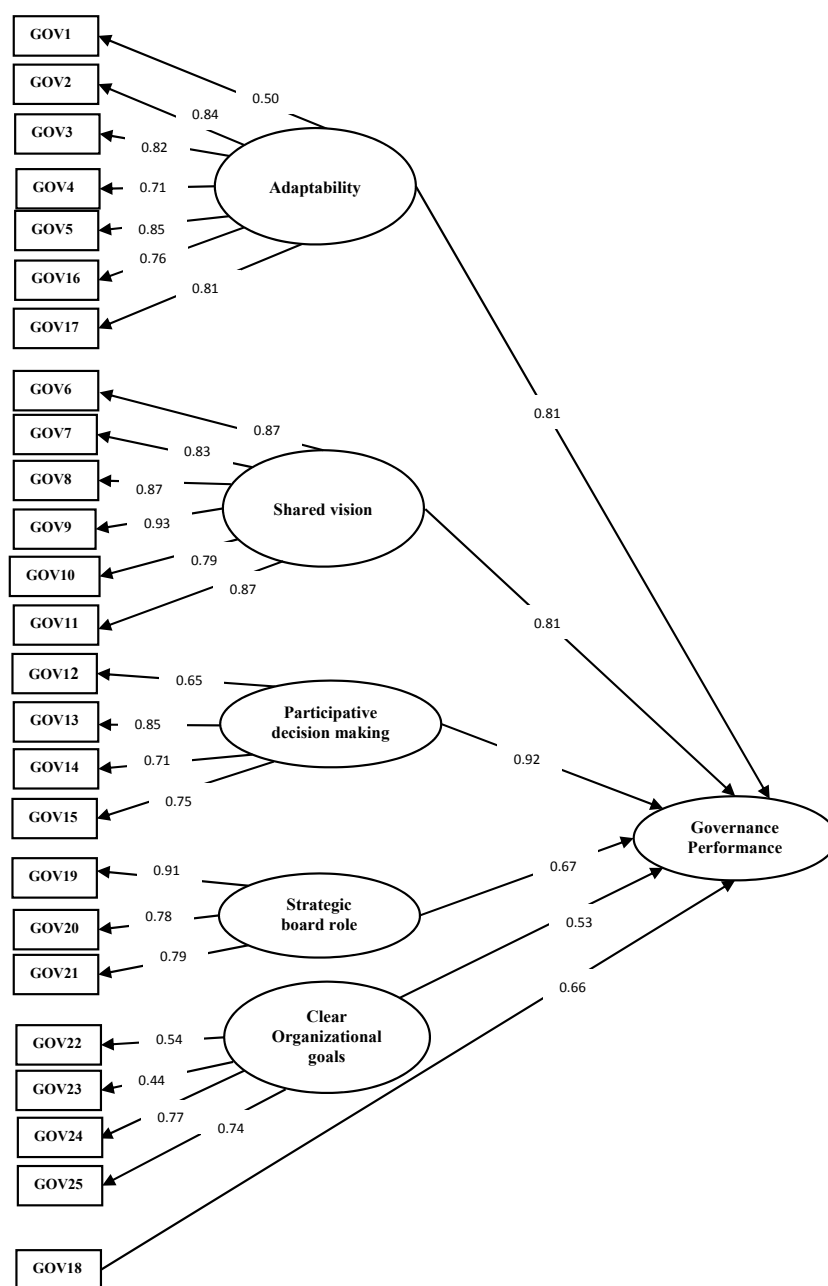 GOV1
0.50
GOV2
0.84
GOV3
0.82
GOV4
0.71
Adaptability
GOV5
0.85
GOV16
0.76
GOV17
0.81
0.81
GOV6
0.87
GOV7
0.83
GOV8
0.87
Shared vision
GOV9
0.93
GOV10
0.79
GOV11
0.87
0.81
GOV12
0.65
GOV13
0.85
Participative
decision making
GOV14
0.71
GOV15
0.75
0.92
Governance
Performance
GOV19
0.91
GOV20
0.78
Strategic
board role
GOV21
0.79
0.67
0.53
0.66
GOV22
0.54
Clear
Organizational
goals
GOV23
0.44
GOV24
0.77
GOV25
0.74
GOV18